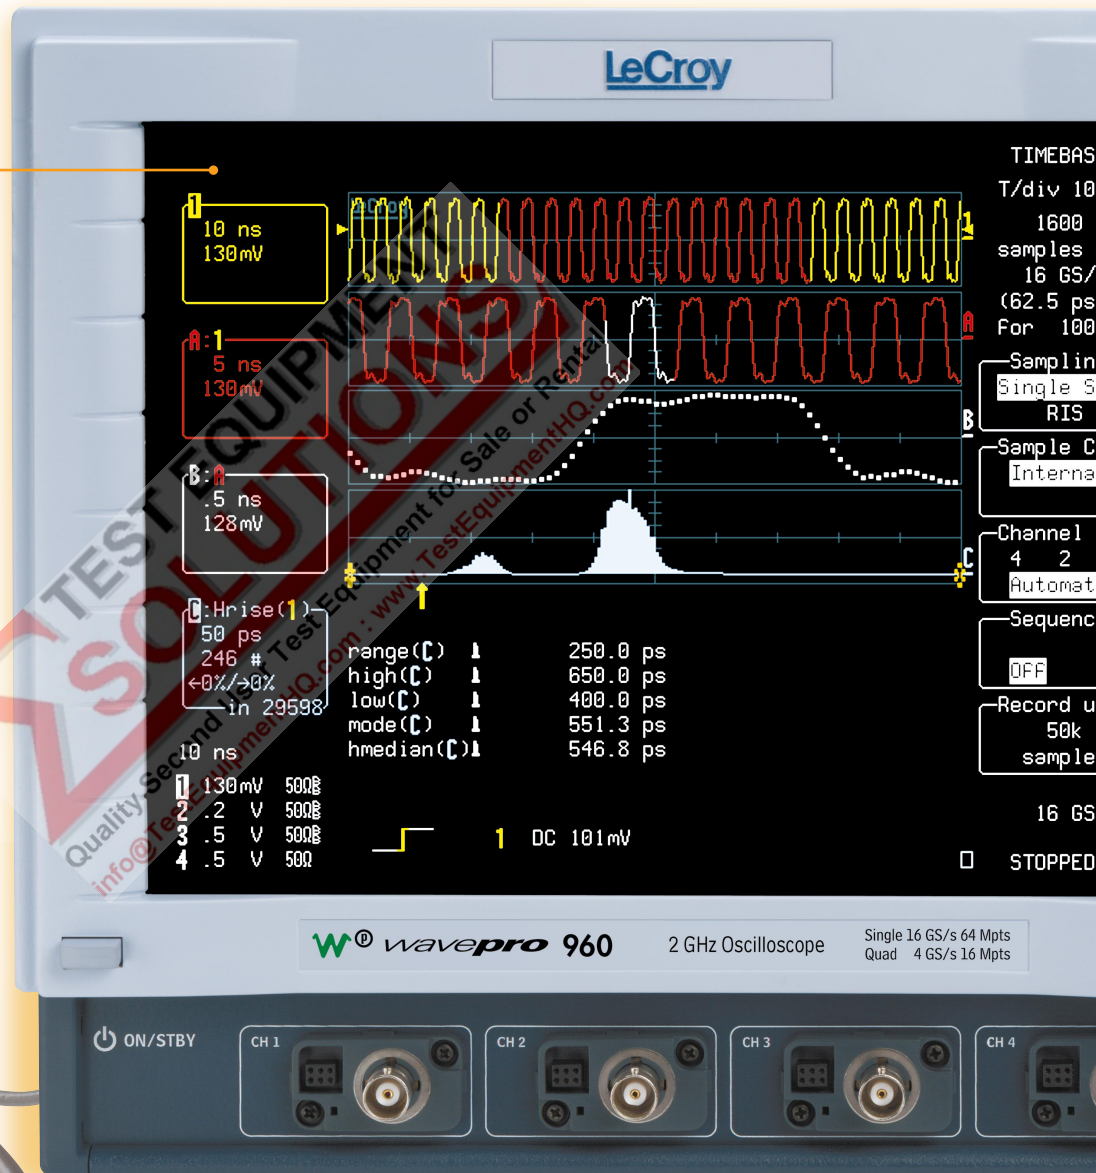 LeCroy
TIMEBAS
T/div 10
1600
samples
16 GS/
(62.5 ps
for 100
Samplin
Single S
RIS
Sample C
Interna
Channel
4 2
Automat
Sequenc
OFF
Record u
50k
sample
16 GS
STOPPED
1
10 ns
130mV
A:1
5 ns
130mV
B:A
.5 ns
128mV
C:Hrise(1)
50 ps
246 #
←0%/→0%
in 29598
LeCroy
1
A
B
C
range(C) 250.0 ps
high(C) 650.0 ps
low(C) 400.0 ps
mode(C) 551.3 ps
hmedian(C) 546.8 ps
10 ns
1 130mV 50Ω
2 .2 V 50Ω
3 .5 V 50Ω
4 .5 V 50Ω
1 DC 101mV
TEST EQUIPMENT
SOLUTIONS
Quality Second User Test Equipment for Sale or Rental
info@TestEquipmentHQ.com : www.TestEquipmentHQ.com
W p wavepro 960
2 GHz Oscilloscope
Single 16 GS/s 64 Mpts
Quad 4 GS/s 16 Mpts
ON/STBY
CH 1
CH 2
CH 3
CH 4